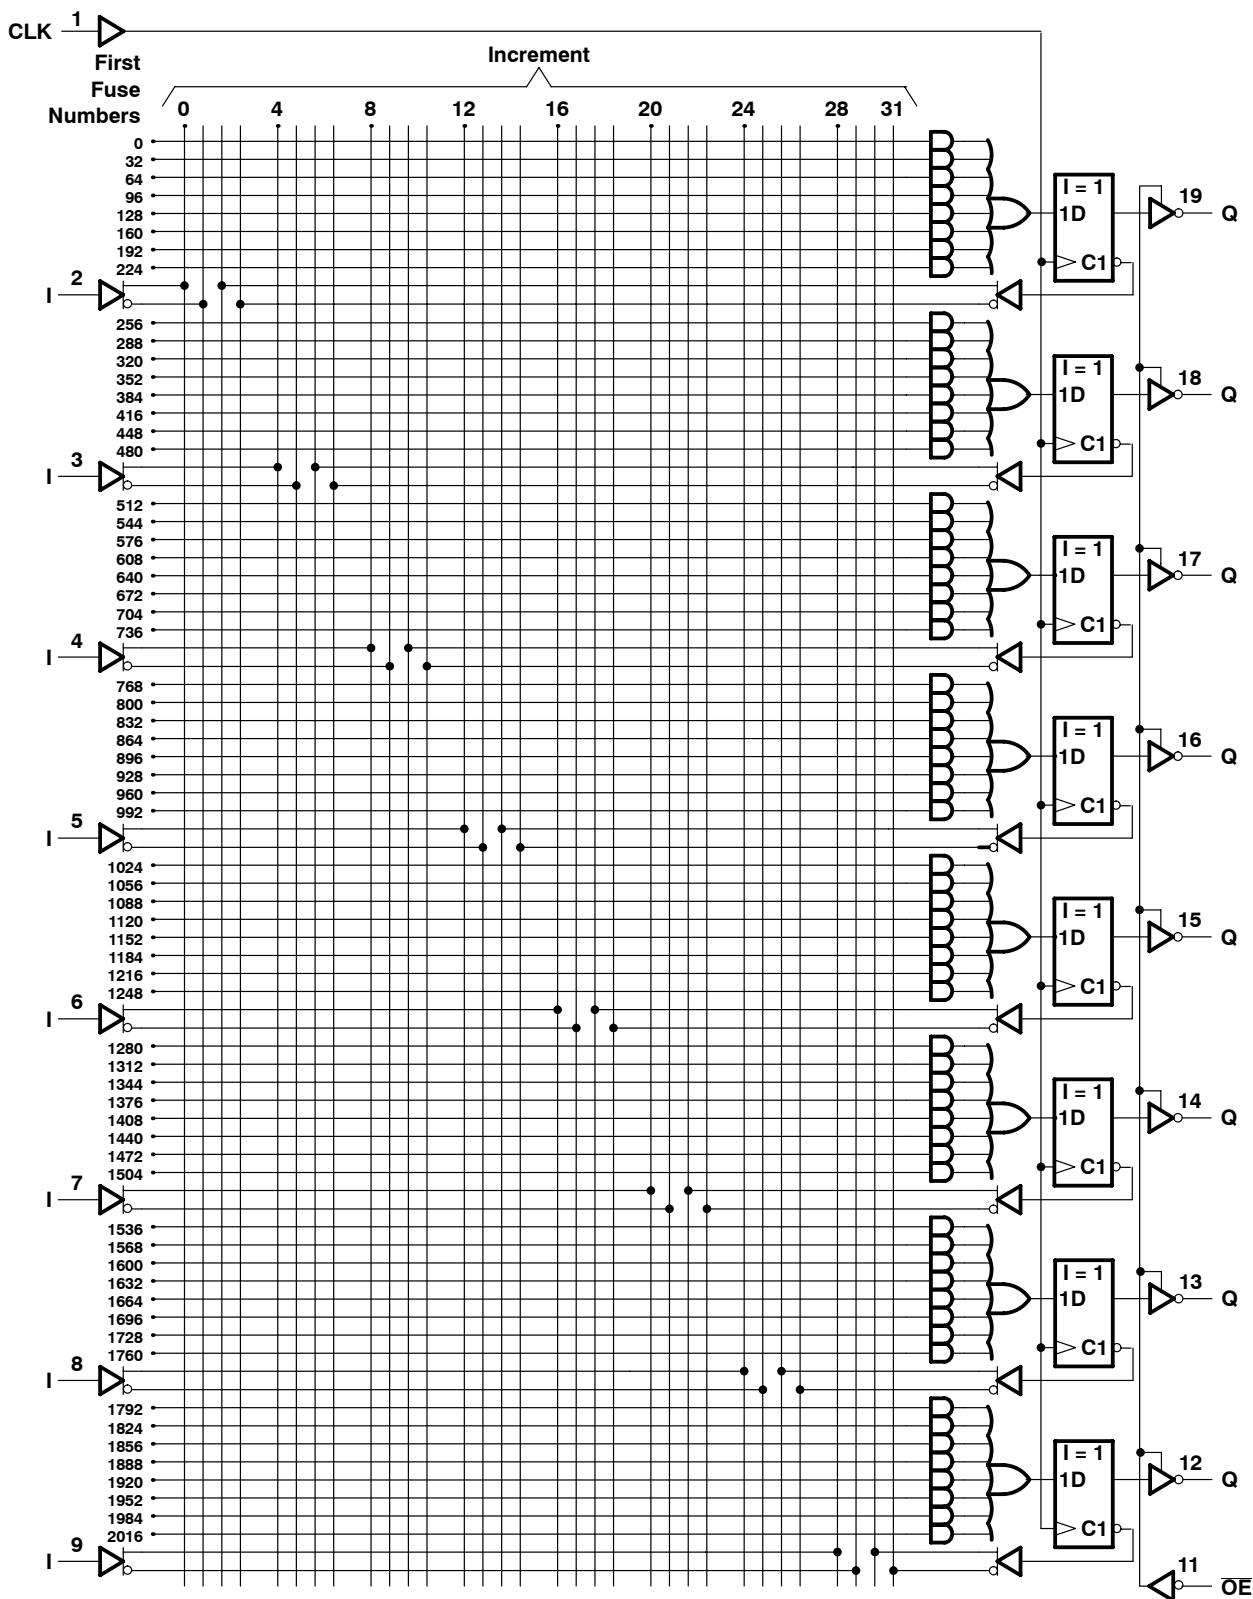 CLK 1
First Fuse Numbers
Increment
0 4 8 12 16 20 24 28 31
0
32
64
96
128
160
192
224
I = 1
1D
C1
19 Q
I 2
256
288
320
352
384
416
448
480
I = 1
1D
C1
18 Q
I 3
512
544
576
608
640
672
704
736
I = 1
1D
C1
17 Q
I 4
768
800
832
864
896
928
960
992
I = 1
1D
C1
16 Q
I 5
1024
1056
1088
1120
1152
1184
1216
1248
I = 1
1D
C1
15 Q
I 6
1280
1312
1344
1376
1408
1440
1472
1504
I = 1
1D
C1
14 Q
I 7
1536
1568
1600
1632
1664
1696
1728
1760
I = 1
1D
C1
13 Q
I 8
1792
1824
1856
1888
1920
1952
1984
2016
I = 1
1D
C1
12 Q
I 9
11 O̅E̅